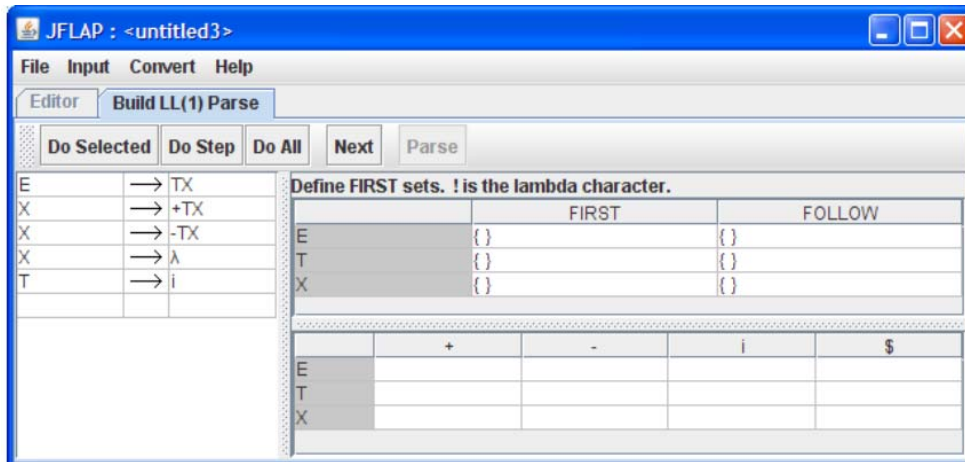 JFLAP : <untitled3>
File Input Convert Help
Editor Build LL(1) Parse
Do Selected Do Step Do All Next Parse
E → TX
X → +TX
X → -TX
X → λ
T → i
Define FIRST sets. ! is the lambda character.
FIRST FOLLOW
E { } { }
T { } { }
X { } { }
+ - i $
E
T
X